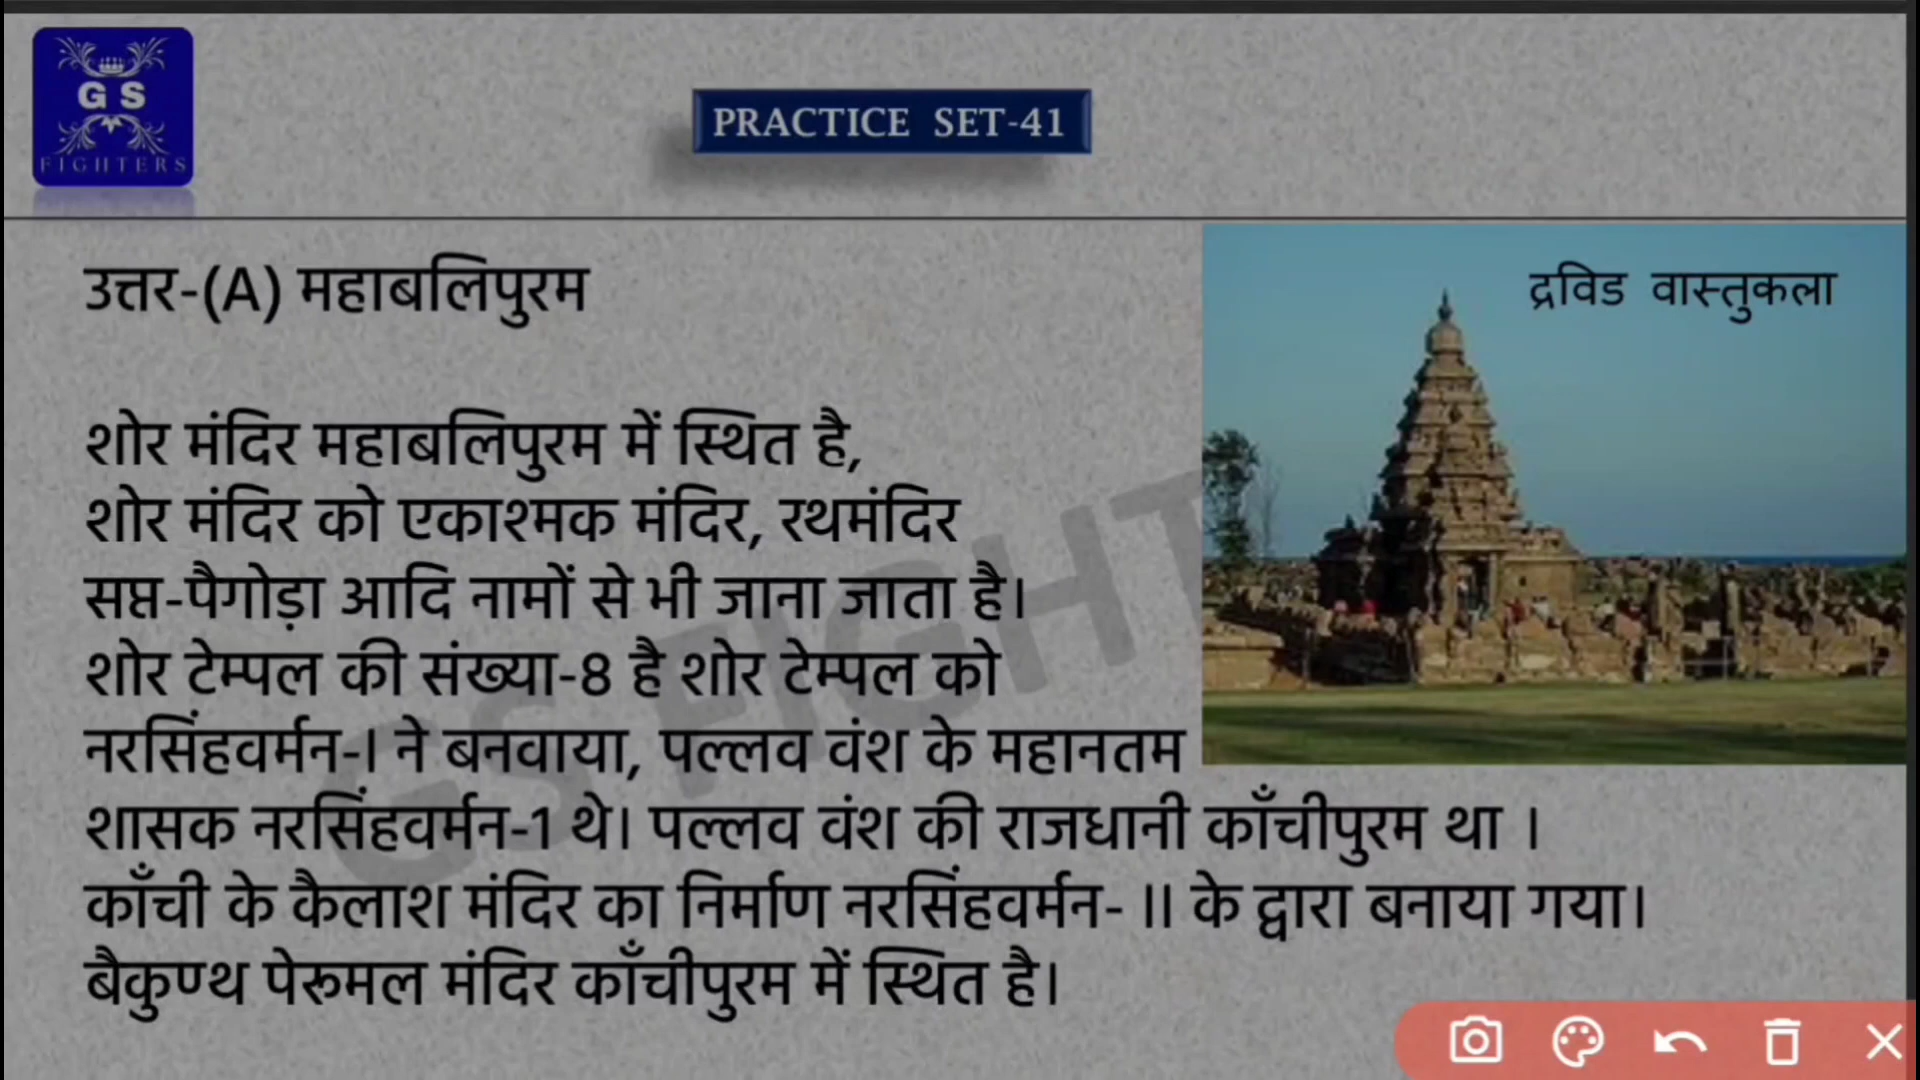 GS
FIGHTERS
PRACTICE SET-41
उत्तर-(A) महाबलिपुरम
द्रविड वास्तुकला
शोर मंदिर महाबलिपुरम में स्थित है,
शोर मंदिर को एकाश्मक मंदिर, रथमंदिर
सप्त-पैगोड़ा आदि नामों से भी जाना जाता है।
शोर टेम्पल की संख्या-8 है शोर टेम्पल को
नरसिंहवर्मन-I ने बनवाया, पल्लव वंश के महानतम
शासक नरसिंहवर्मन-1 थे। पल्लव वंश की राजधानी काँचीपुरम था ।
काँची के कैलाश मंदिर का निर्माण नरसिंहवर्मन- II के द्वारा बनाया गया।
बैकुण्थ पेरूमल मंदिर काँचीपुरम में स्थित है।
GS FIGHT